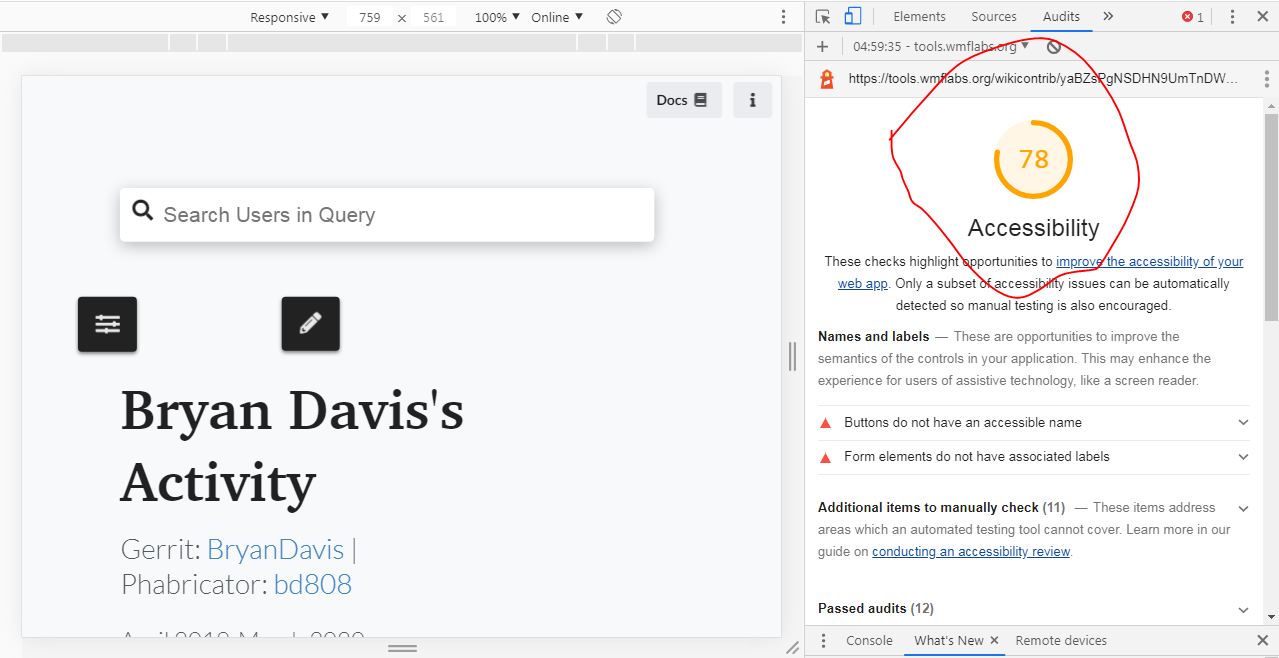 Responsive ▼ 759 × 561 100% ▼ Online ▼
Elements Sources Audits » 1
04:59:35 - tools.wmflabs.org ▼
https://tools.wmflabs.org/wikicontrib/yaBZsPgNSDHN9UmTnDW...
Docs
Search Users in Query
Bryan Davis's
Activity
Gerrit: BryanDavis |
Phabricator: bd808
April 2019-March 2020
78
Accessibility
These checks highlight opportunities to improve the accessibility of your
web app. Only a subset of accessibility issues can be automatically
detected so manual testing is also encouraged.
Names and labels — These are opportunities to improve the
semantics of the controls in your application. This may enhance the
experience for users of assistive technology, like a screen reader.
Buttons do not have an accessible name
Form elements do not have associated labels
Additional items to manually check (11) — These items address
areas which an automated testing tool cannot cover. Learn more in our
guide on conducting an accessibility review.
Passed audits (12)
Console What's New × Remote devices